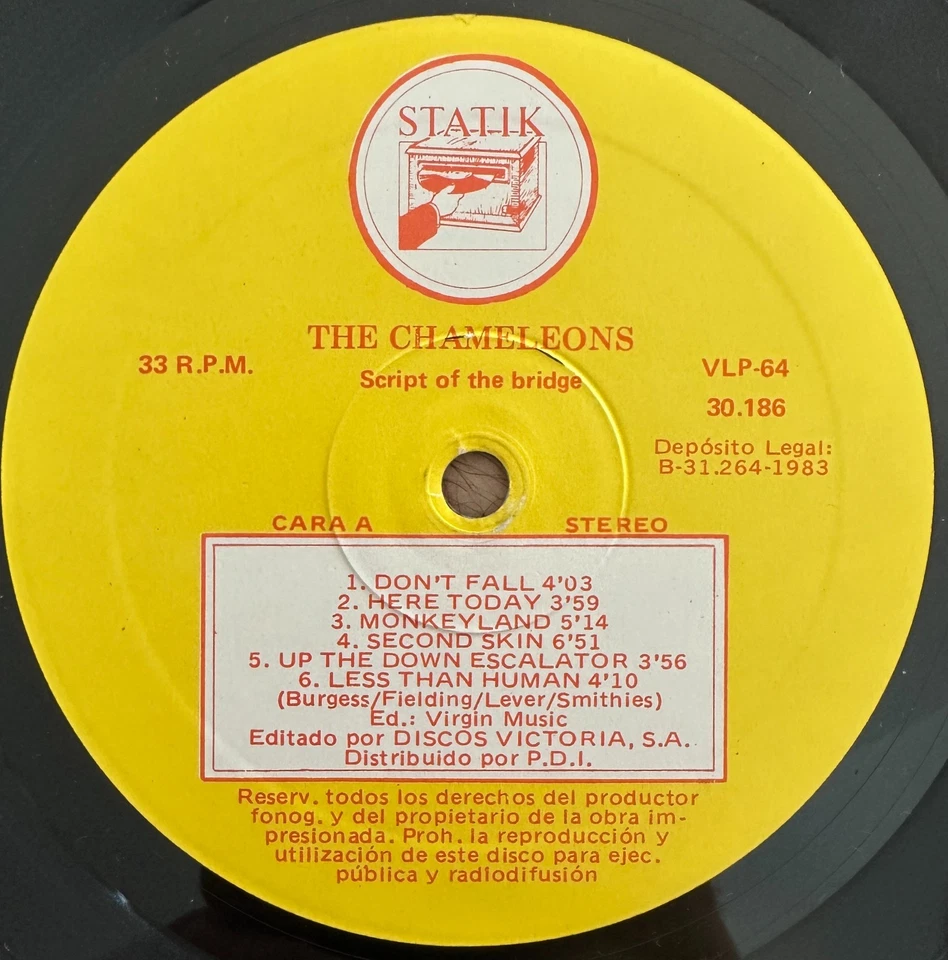 STATIK
THE CHAMELEONS
33 R.P.M.
Script of the bridge
VLP-64
30.186
Depósito Legal:
B-31.264-1983
CARA A
STEREO
1. DON'T FALL 4'03
2. HERE TODAY 3'59
3. MONKEYLAND 5'14
4. SECOND SKIN 6'51
5. UP THE DOWN ESCALATOR 3'56
6. LESS THAN HUMAN 4'10
(Burgess/Fielding/Lever/Smithies)
Ed.: Virgin Music
Editado por DISCOS VICTORIA, S.A.
Distribuido por P.D.I.
Reserv. todos los derechos del productor
fonog. y del propietario de la obra im-
presionada. Proh. la reproducción y
utilización de este disco para ejec.
pública y radiodifusión